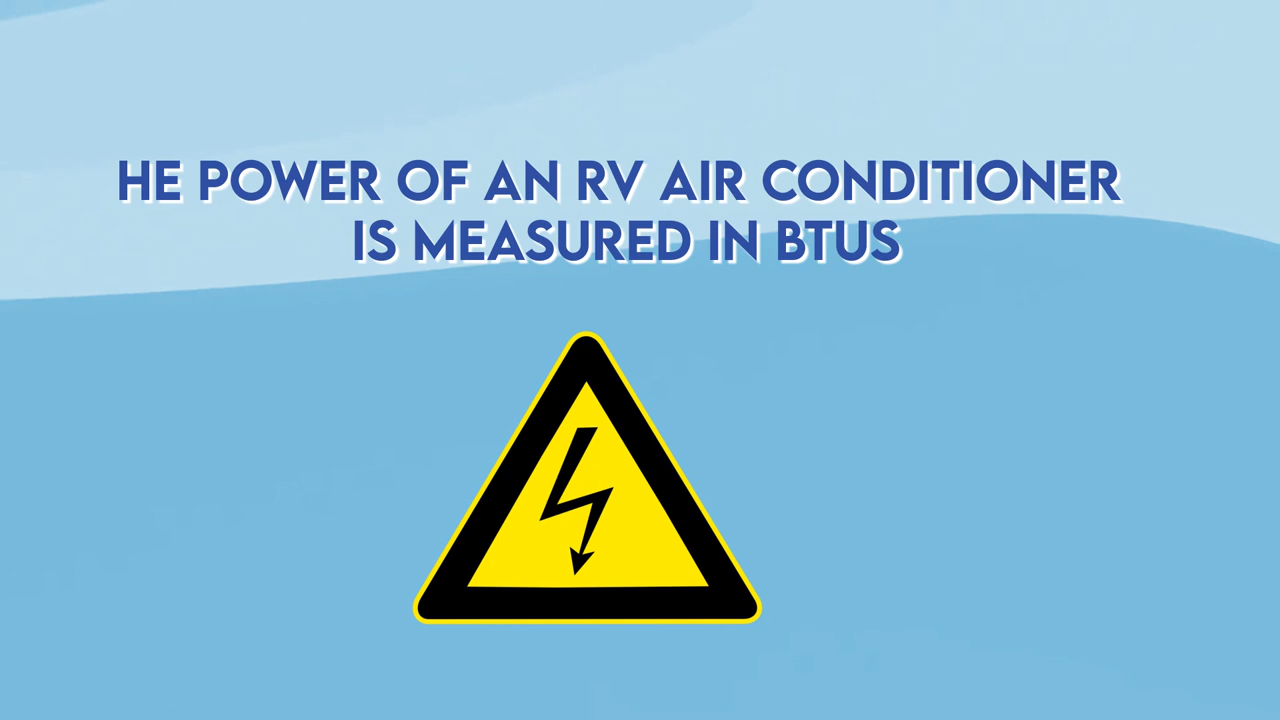 HE POWER OF AN RV AIR CONDITIONER
IS MEASURED IN BTUS